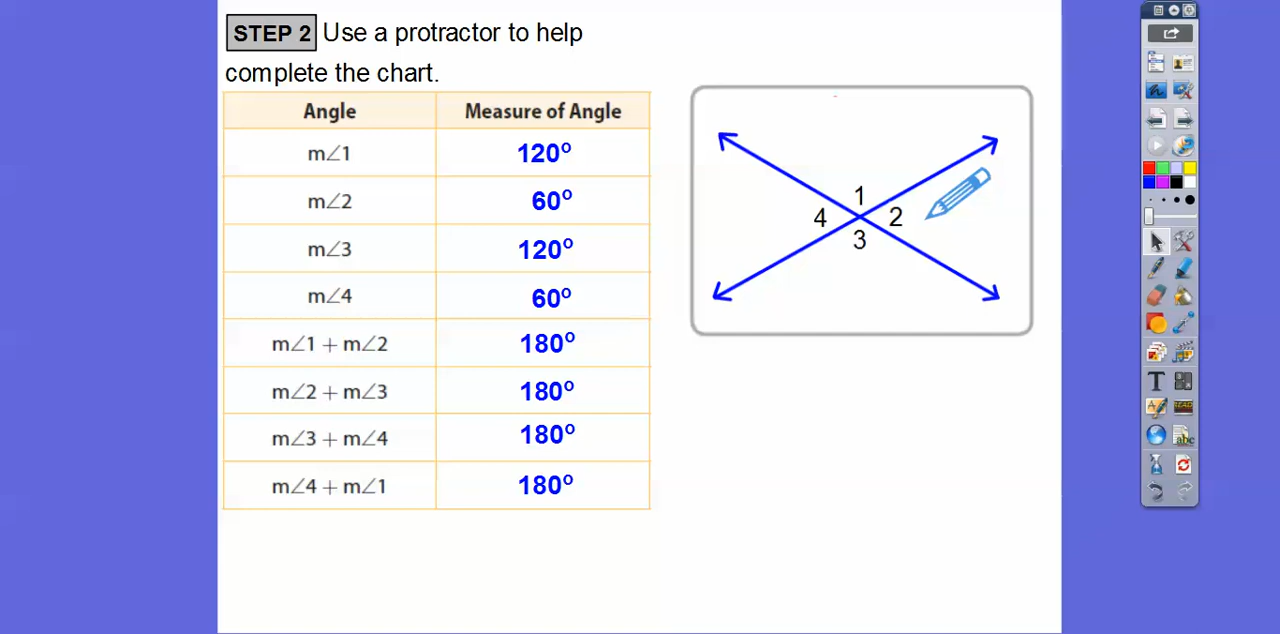 STEP 2 Use a protractor to help
complete the chart.
Angle Measure of Angle
m∠1 120º
m∠2 60º
m∠3 120º
m∠4 60º
m∠1 + m∠2 180º
m∠2 + m∠3 180º
m∠3 + m∠4 180º
m∠4 + m∠1 180º
1
4 2
3